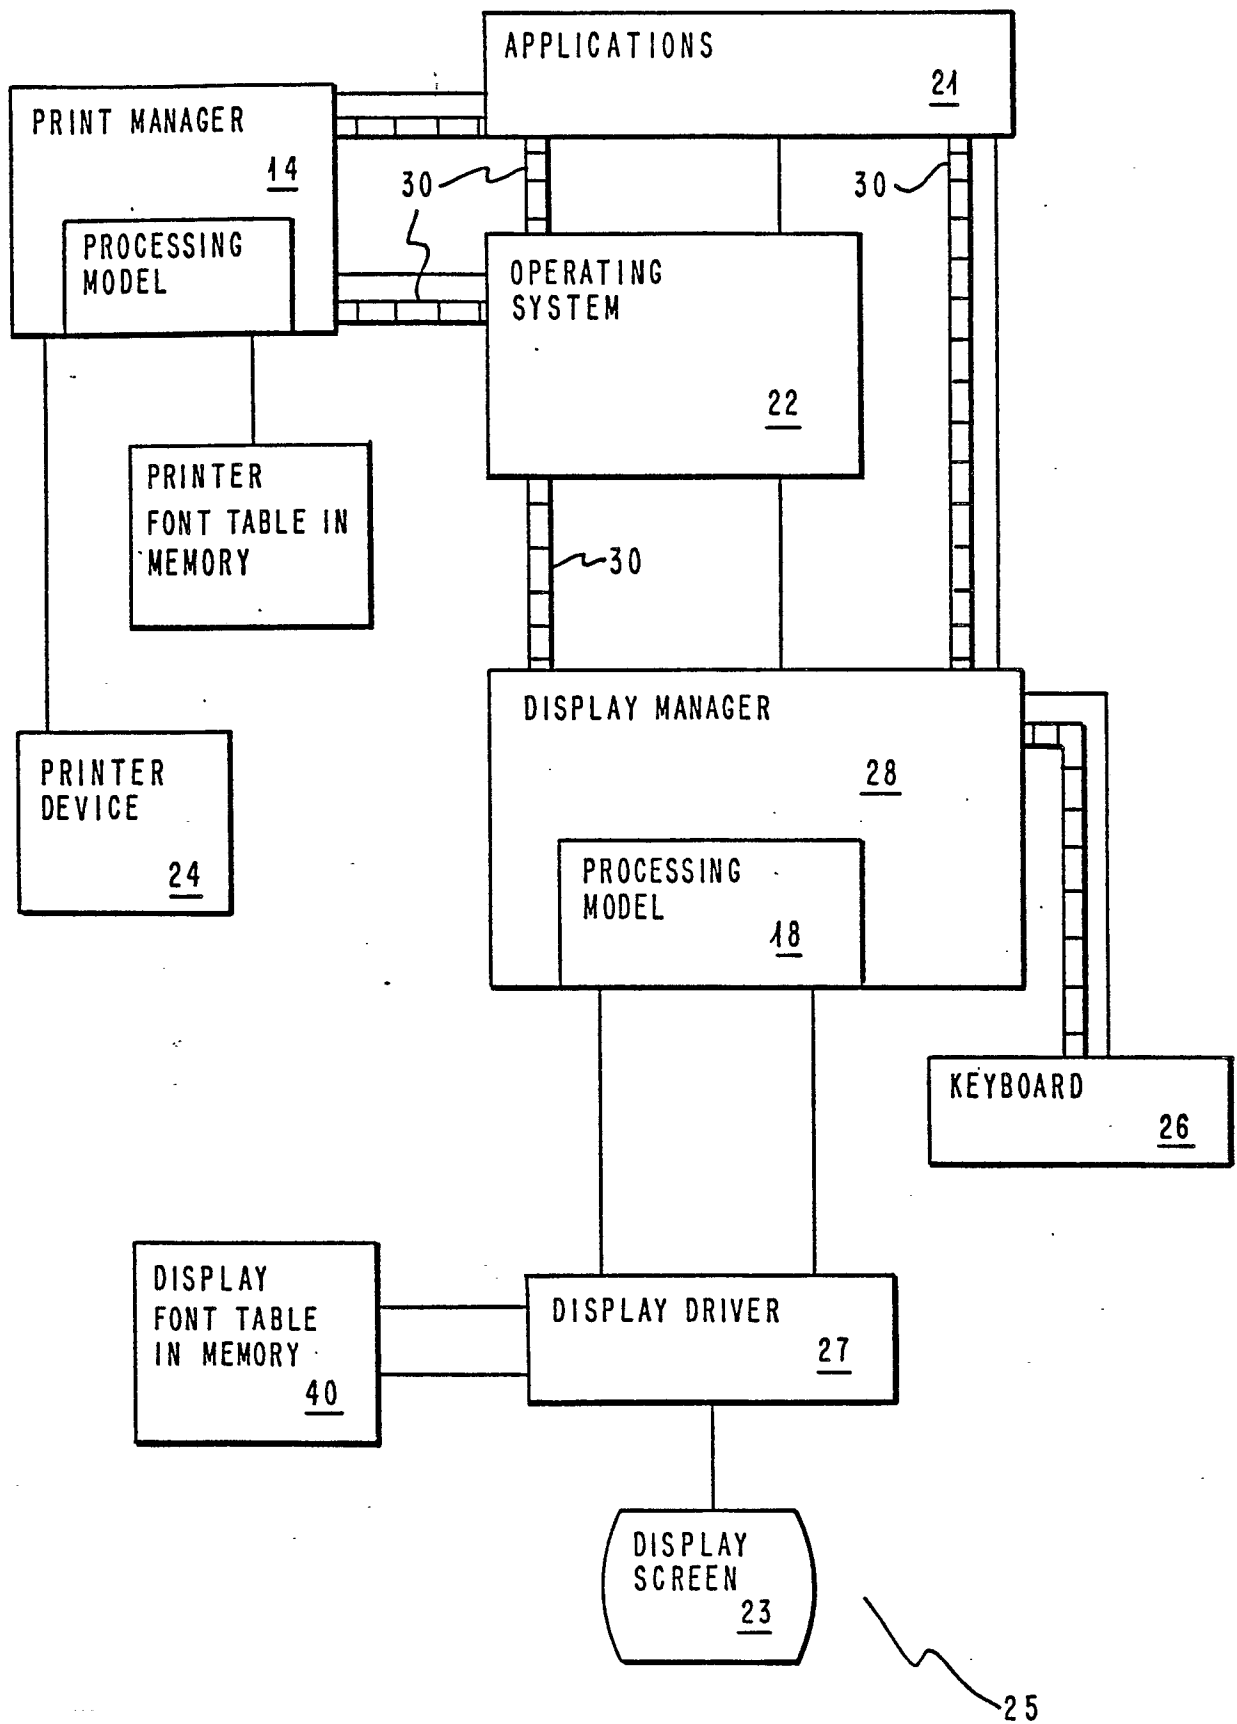 APPLICATIONS
21
PRINT MANAGER
14
PROCESSING
MODEL
30
30
OPERATING
SYSTEM
22
PRINTER
FONT TABLE IN
MEMORY
30
DISPLAY MANAGER
28
PRINTER
DEVICE
24
PROCESSING
MODEL
18
KEYBOARD
26
DISPLAY
FONT TABLE
IN MEMORY
40
DISPLAY DRIVER
27
DISPLAY
SCREEN
23
25